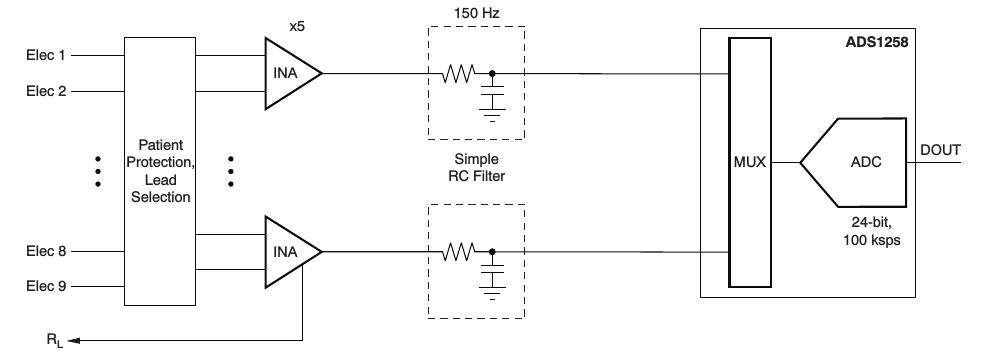 150 Hz
x5
ADS1258
Elec 1
INA
Elec 2
Patient
Protection,
Lead
Selection
Simple
RC Filter
MUX
ADC
DOUT
24-bit,
100 ksps
Elec 8
INA
Elec 9
RL